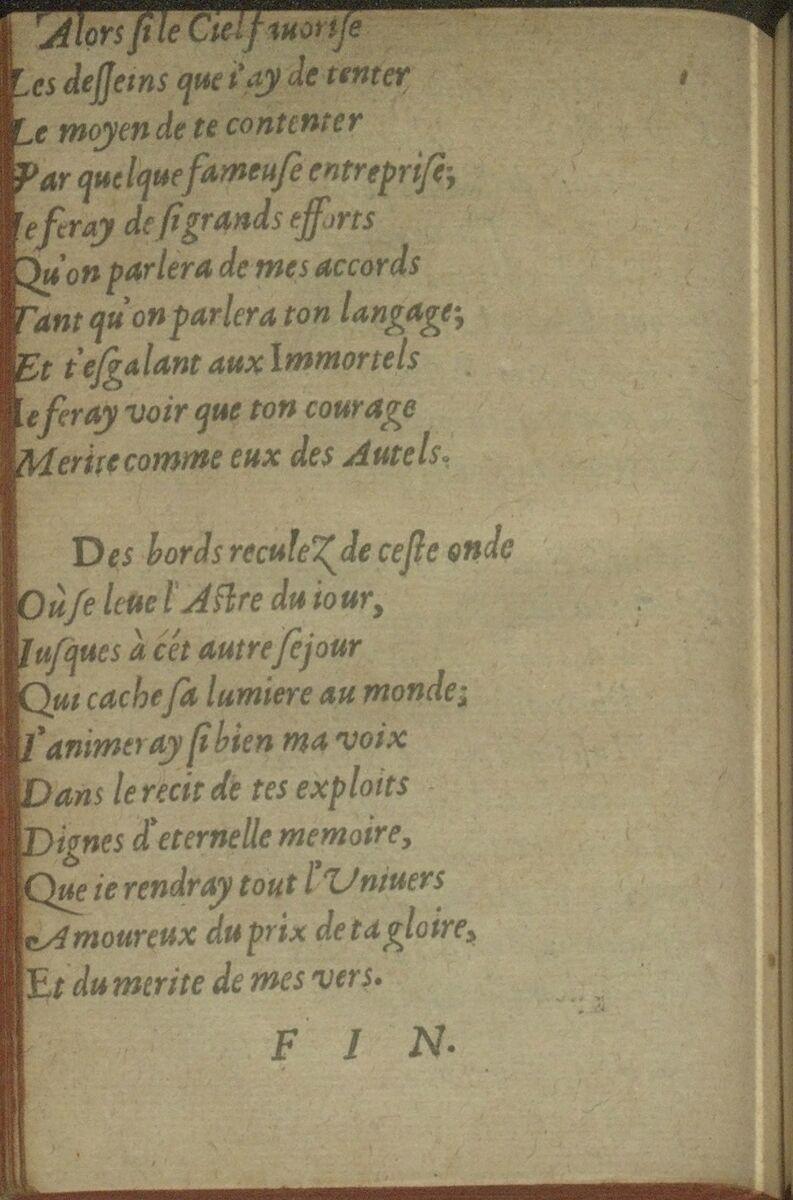 Alors ſi le Ciel fauoriſe
Les deſſeins que i'ay de tenter
Le moyen de te contenter
Par quelque fameuſe entrepriſe;
Ie feray de ſi grands efforts
Qu'on parlera de mes accords
Tant qu'on parlera ton langage;
Et t'eſgalant aux Immortels
Ie feray voir que ton courage
Merite comme eux des Autels.
Des bords reculeZ de ceſte onde
Où ſe leue l'Aſtre du iour,
Iuſques à cét autre ſejour
Qui cache ſa lumiere au monde;
I'animeray ſi bien ma voix
Dans le recit de tes exploits
Dignes d'eternelle memoire,
Que ie rendray tout l'Vniuers
Amoureux du prix de ta gloire,
Et du merite de mes vers.
F I N.